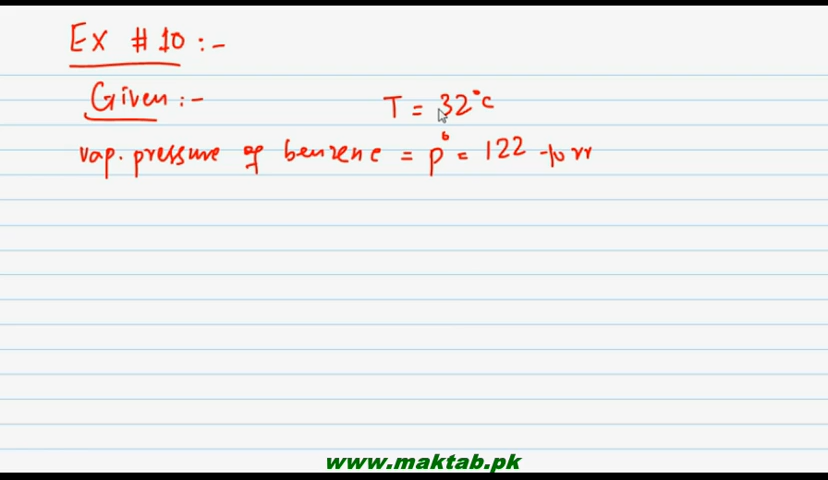 Ex # 10 :-
Given :-
T = 32°c
vap. pressure of benzene = p° = 122 torr
www.maktab.pk